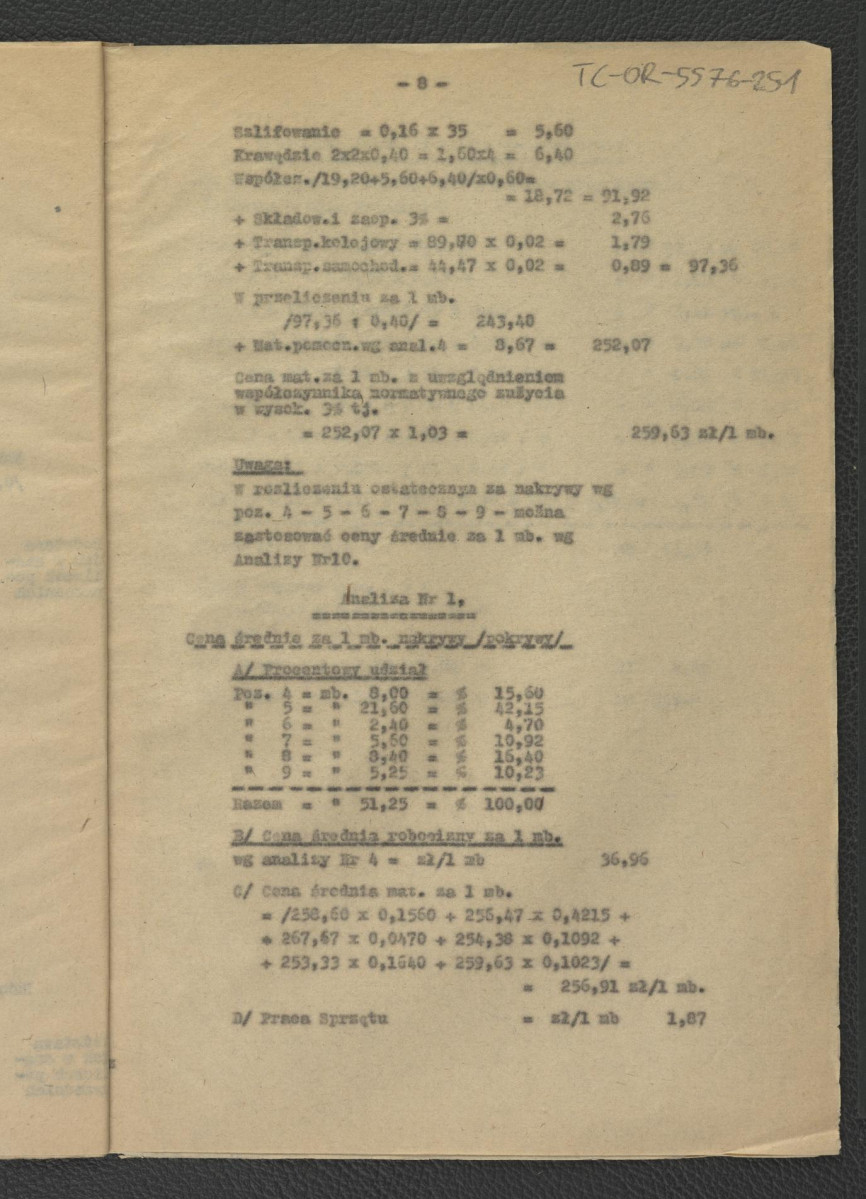 - 8 -
TC-OR-5576-251
Szlifowanie = 0,16 x 35 = 5,60
Krawędzie 2x2x0,40 = 1,60x4 = 6,40
Współcz./19,20+5,60+6,40/x0,60=
= 18,72 = 91,92
+ Składow.i zaop. 3% = 2,76
+ Transp.kolejowy = 89,70 x 0,02 = 1,79
+ Transp.samochod.= 44,47 x 0,02 = 0,89 = 97,36
W przeliczeniu za 1 mb.
/97,36 : 0,40/ = 243,40
+ Mat.pomocn.wg anal.4 = 8,67 = 252,07
Cena mat.za 1 mb. z uwzględnieniem
współczynnika normatywnego zużycia
w wysok. 3% tj.
= 252,07 x 1,03 = 259,63 zł/1 mb.
Uwaga:
W rozliczeniu ostatecznym za nakrywy wg
poz. 4 - 5 - 6 - 7 - 8 - 9 - można
zastosować ceny średnie za 1 mb. wg
Analizy Nr10.
Analiza Nr 1,
Cena średnie za 1 mb. nakrywy /pokrywy/
A/ Procentowy udział
Poz. 4 = mb. 8,00 = % 15,60
" 5 = " 21,60 = % 42,15
" 6 = " 2,40 = % 4,70
" 7 = " 5,60 = % 10,92
" 8 = " 8,40 = % 16,40
" 9 = " 5,25 = % 10,23
Razem = " 51,25 = % 100,00
B/ Cena średnia robocizny za 1 mb.
wg analizy Nr 4 = zł/1 mb 36,96
C/ Cena średnia mat. za 1 mb.
= /258,60 x 0,1560 + 256,47 x 0,4215 +
+ 267,67 x 0,0470 + 254,38 x 0,1092 +
+ 253,33 x 0,1640 + 259,63 x 0,1023/ =
= 256,91 zł/1 mb.
D/ Praca Sprzętu = zł/1 mb 1,87